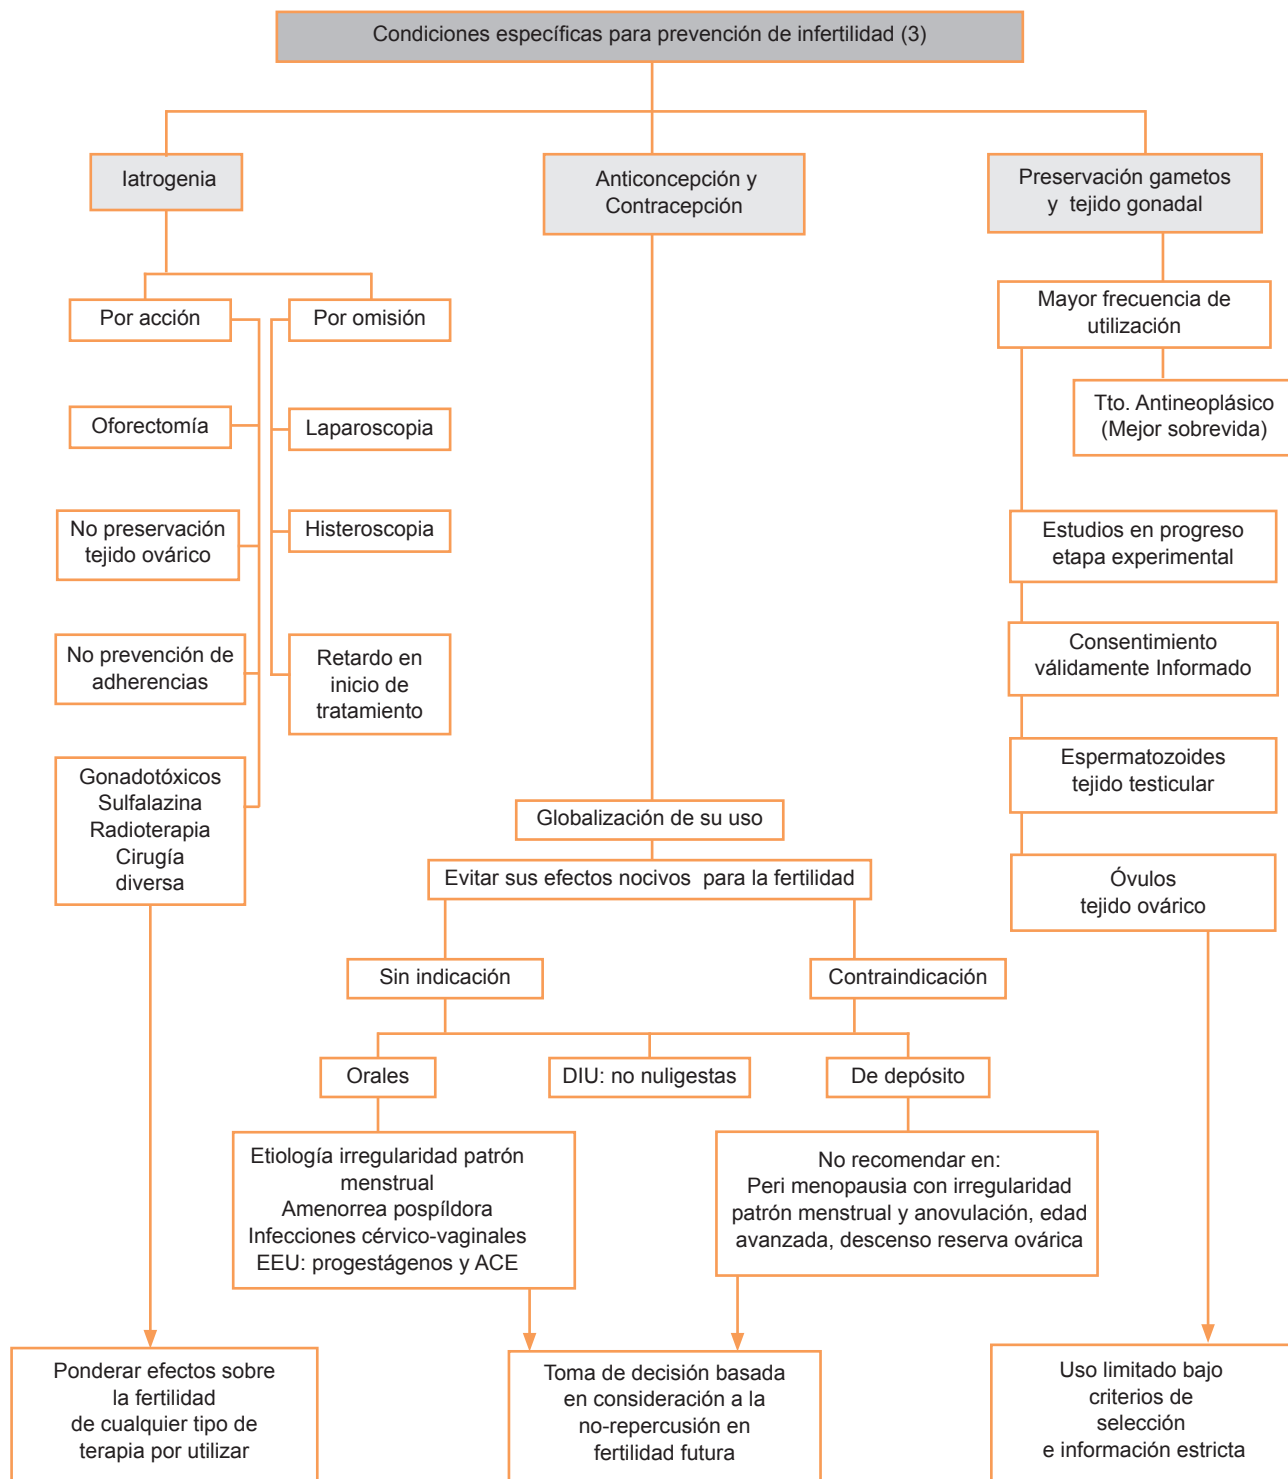 Condiciones específicas para prevención de infertilidad (3)
Iatrogenia
Anticoncepción y
Contracepción
Preservación gametos
y tejido gonadal
Por acción
Por omisión
Mayor frecuencia de
utilización
Tto. Antineoplásico
(Mejor sobrevida)
Oforectomía
Laparoscopia
No preservación
tejido ovárico
Histeroscopia
Estudios en progreso
etapa experimental
No prevención de
adherencias
Retardo en
inicio de
tratamiento
Consentimiento
válidamente Informado
Gonadotóxicos
Sulfalazina
Radioterapia
Cirugía
diversa
Espermatozoides
tejido testicular
Globalización de su uso
Evitar sus efectos nocivos para la fertilidad
Óvulos
tejido ovárico
Sin indicación
Contraindicación
Orales
DIU: no nuligestas
De depósito
Etiología irregularidad patrón
menstrual
Amenorrea pospíldora
Infecciones cérvico-vaginales
EEU: progestágenos y ACE
No recomendar en:
Peri menopausia con irregularidad
patrón menstrual y anovulación, edad
avanzada, descenso reserva ovárica
Ponderar efectos sobre
la fertilidad
de cualquier tipo de
terapia por utilizar
Toma de decisión basada
en consideración a la
no-repercusión en
fertilidad futura
Uso limitado bajo
criterios de
selección
e información estricta